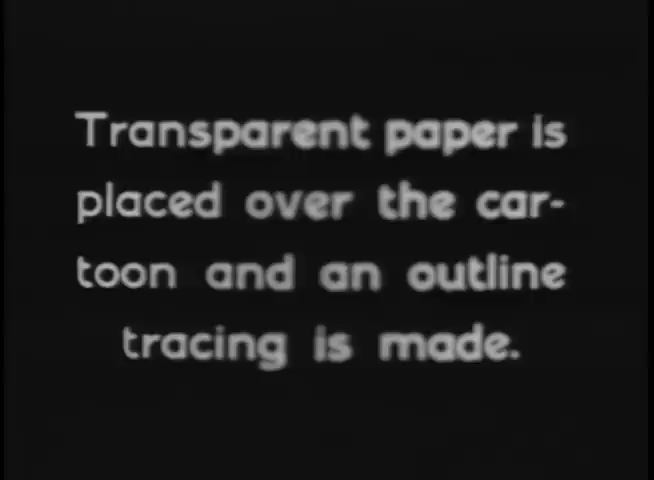 Transparent paper is
placed over the car-
toon and an outline
tracing is made.